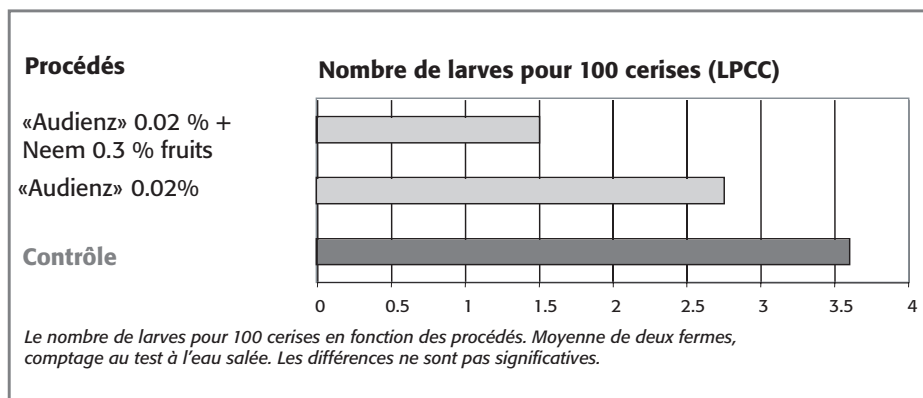 Procédés
Nombre de larves pour 100 cerises (LPCC)
«Audienz» 0.02 % +
Neem 0.3 % fruits
«Audienz» 0.02%
Contrôle
0 0.5 1 1.5 2 2.5 3 3.5 4
Le nombre de larves pour 100 cerises en fonction des procédés. Moyenne de deux fermes,
comptage au test à l'eau salée. Les différences ne sont pas significatives.